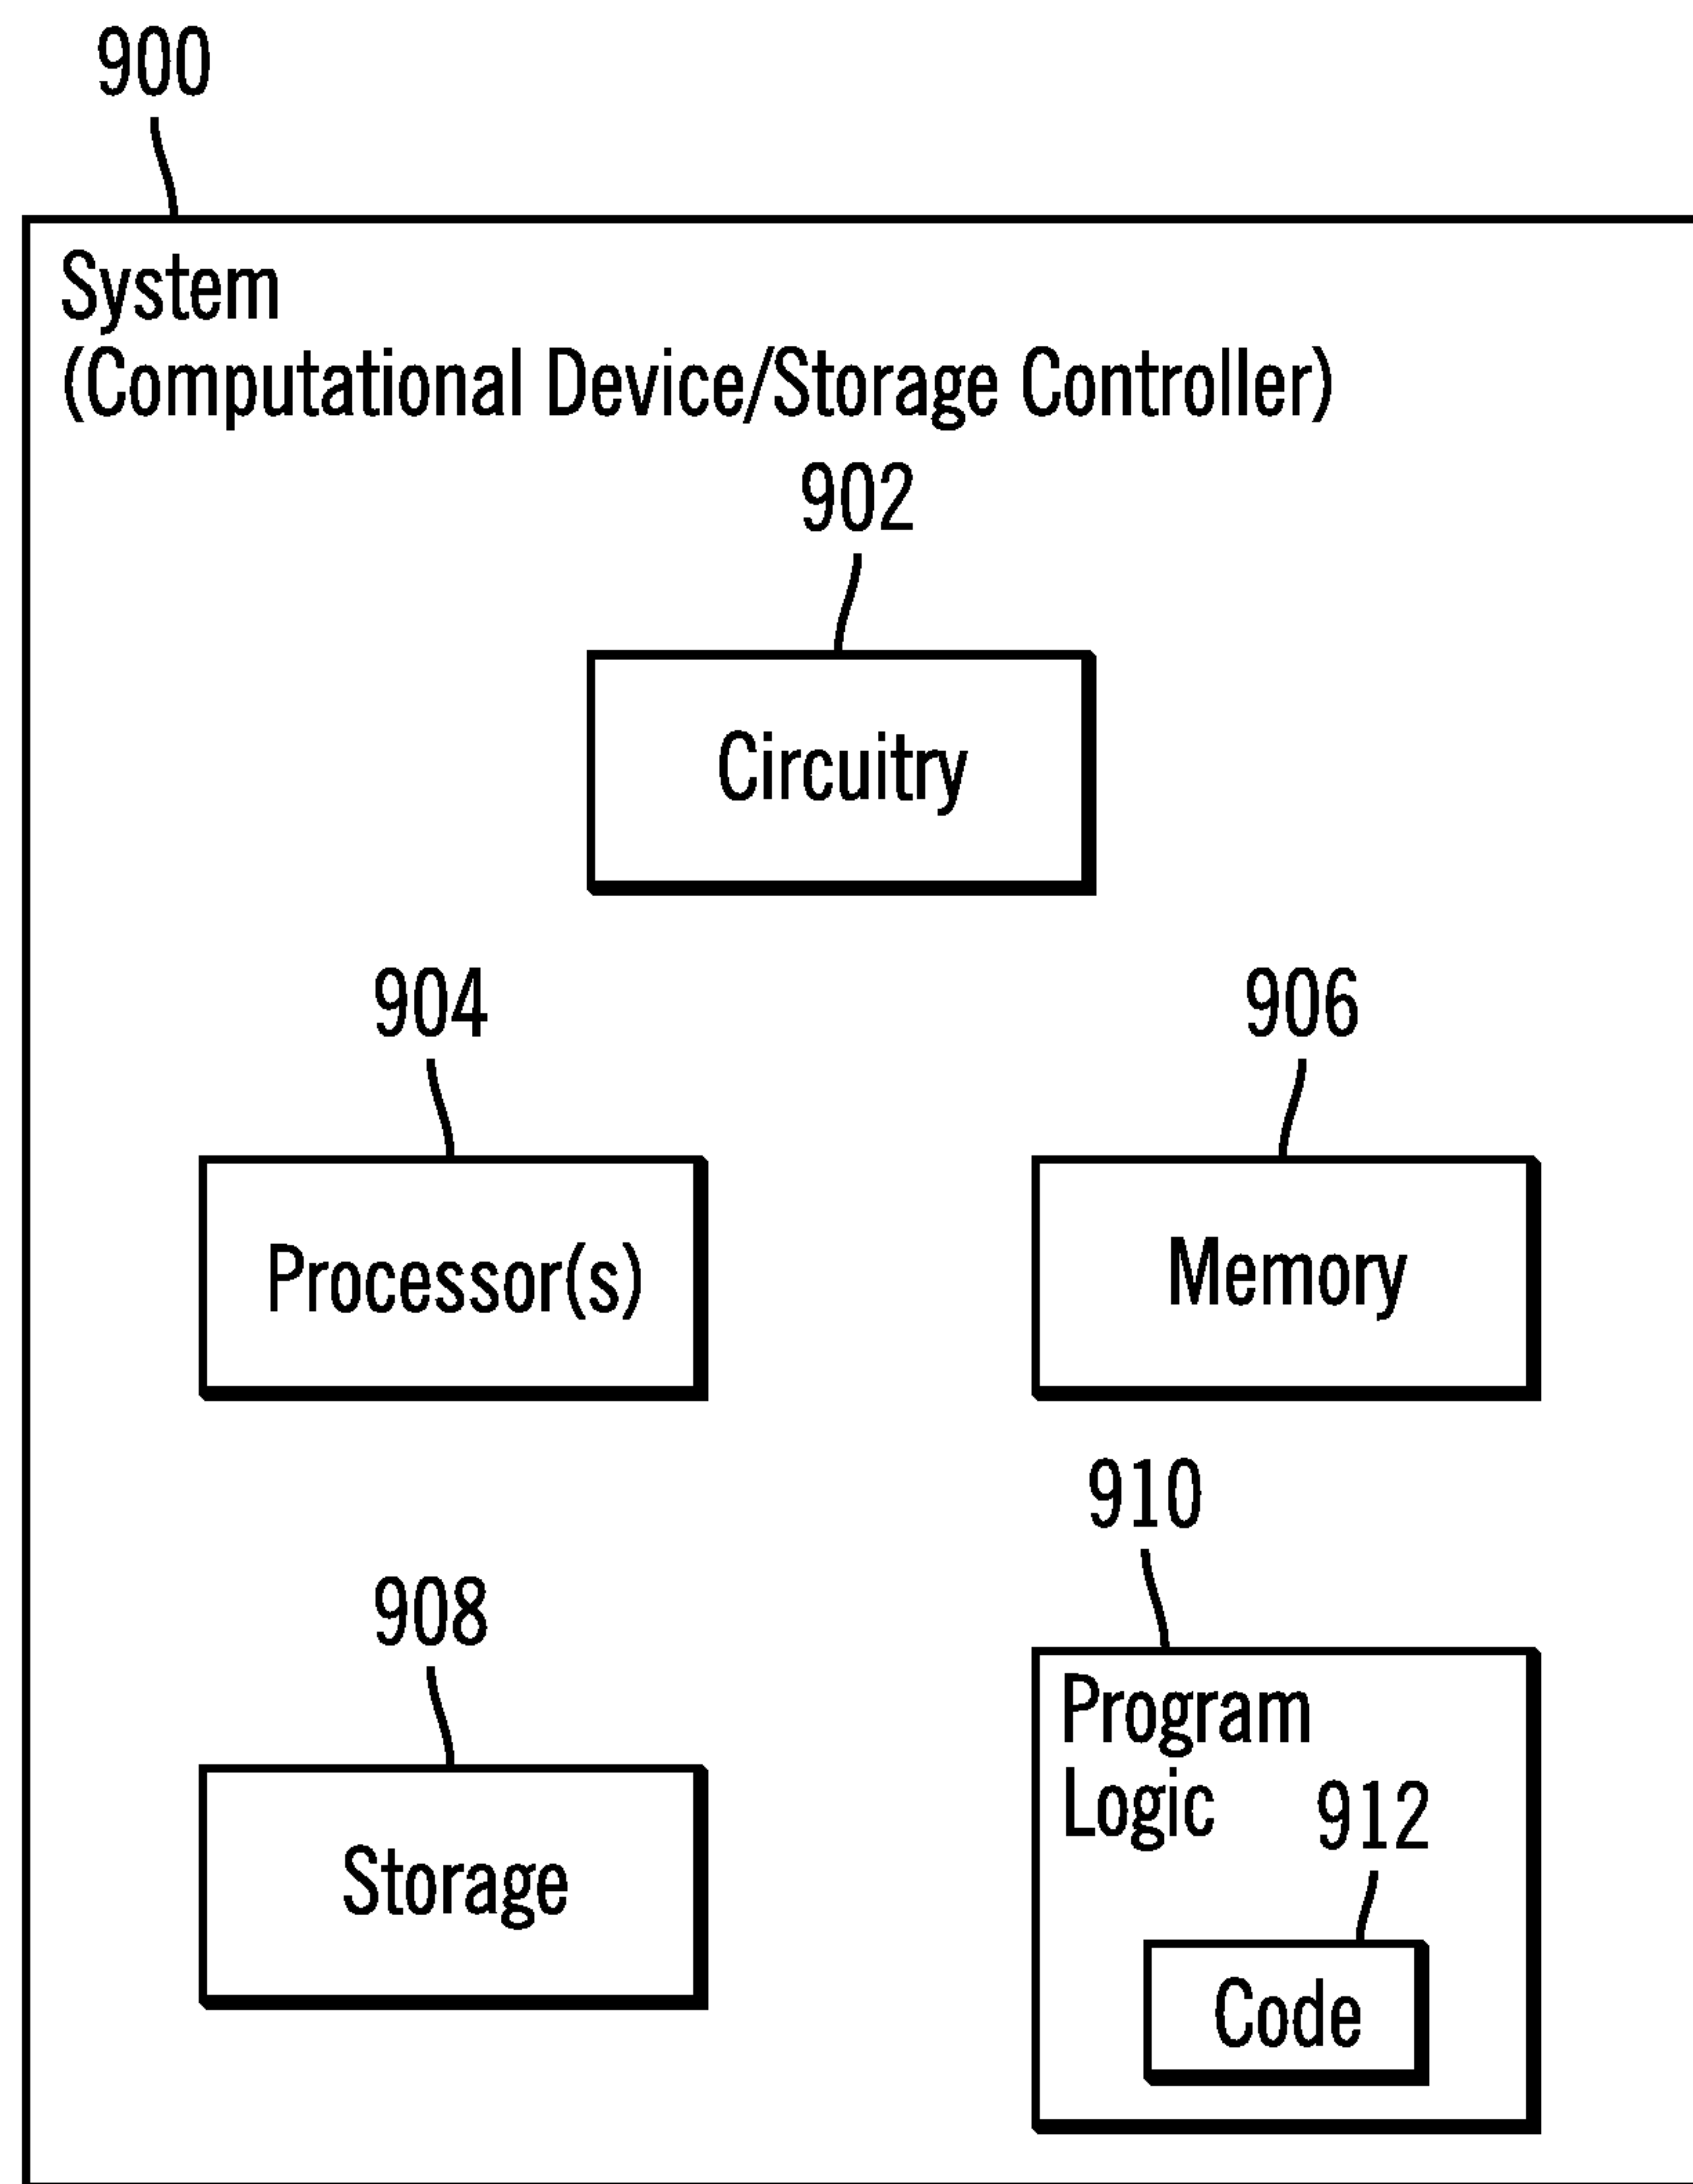 900
System
(Computational Device/Storage Controller)
902
Circuitry
904
906
Processor(s)
Memory
910
908
Program
Logic
912
Storage
Code